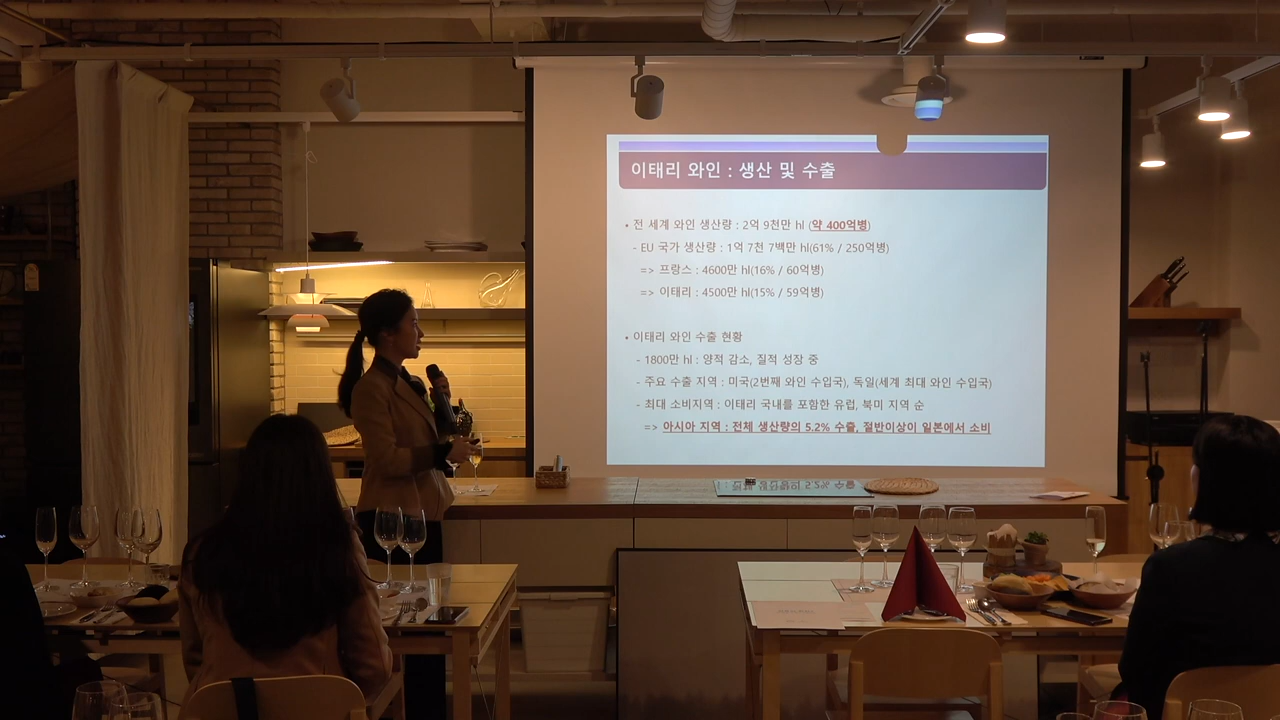 이태리 와인 : 생산 및 수출
• 전 세계 와인 생산량 : 2억 9천만 hl (약 400억병)
- EU 국가 생산량 : 1억 7천 7백만 hl(61% / 250억병)
=> 프랑스 : 4600만 hl(16% / 60억병)
=> 이태리 : 4500만 hl(15% / 59억병)
• 이태리 와인 수출 현황
- 1800만 hl : 양적 감소, 질적 성장 중
- 주요 수출 지역 : 미국(2번째 와인 수입국), 독일(세계 최대 와인 수입국)
- 최대 소비지역 : 이태리 국내를 포함한 유럽, 북미 지역 순
=> 아시아 지역 : 전체 생산량의 5.2% 수출, 절반이상이 일본에서 소비